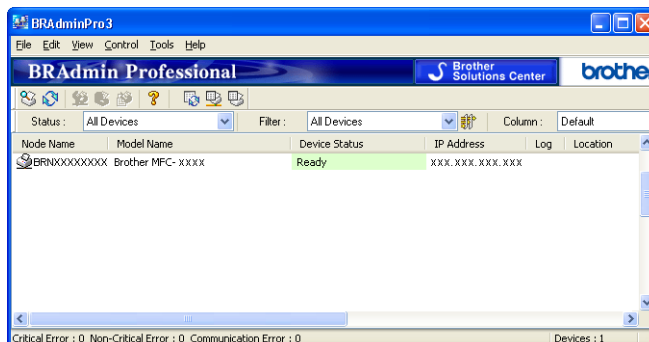 BRAdminPro3
File Edit View Control Tools Help
BRAdmin Professional Brother Solutions Center brothe
Status : All Devices Filter : All Devices Column : Default
Node Name Model Name Device Status IP Address Log Location
BRNXXXXXXXX Brother MFC- XXXX Ready XXX.XXX.XXX.XXX
Critical Error : 0 Non-Critical Error : 0 Communication Error : 0 Devices : 1